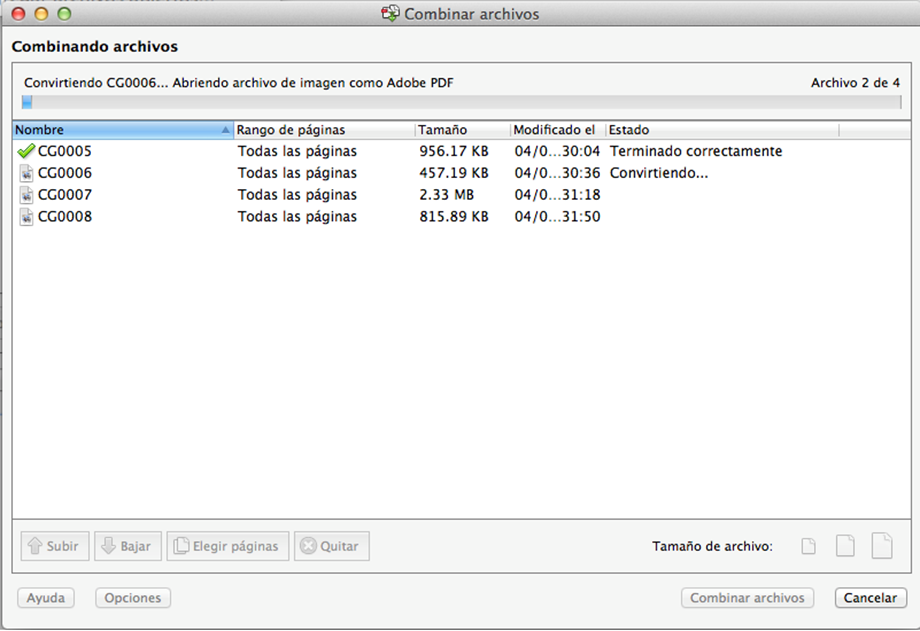 Combinar archivos
Combinando archivos
Convirtiendo CG0006... Abriendo archivo de imagen como Adobe PDF Archivo 2 de 4
Nombre Rango de páginas Tamaño Modificado el Estado
CG0005 Todas las páginas 956.17 KB 04/0...30:04 Terminado correctamente
CG0006 Todas las páginas 457.19 KB 04/0...30:36 Convirtiendo...
CG0007 Todas las páginas 2.33 MB 04/0...31:18
CG0008 Todas las páginas 815.89 KB 04/0...31:50
Subir Bajar Elegir páginas Quitar Tamaño de archivo:
Ayuda Opciones Combinar archivos Cancelar